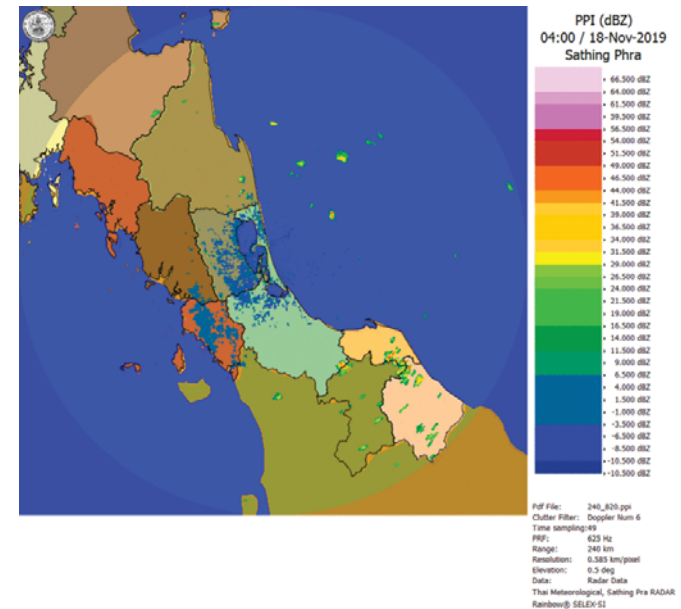 PPI (dBZ)
04:00 / 18-Nov-2019
Sathing Phra
66.500 dBZ
64.000 dBZ
61.500 dBZ
59.300 dBZ
56.500 dBZ
54.000 dBZ
51.500 dBZ
49.000 dBZ
46.500 dBZ
44.000 dBZ
41.500 dBZ
39.000 dBZ
36.500 dBZ
34.000 dBZ
31.500 dBZ
29.000 dBZ
26.500 dBZ
24.000 dBZ
21.500 dBZ
19.000 dBZ
16.500 dBZ
14.000 dBZ
11.500 dBZ
9.000 dBZ
6.500 dBZ
4.000 dBZ
1.500 dBZ
-1.000 dBZ
-3.500 dBZ
-6.500 dBZ
-8.500 dBZ
-10.500 dBZ
-10.500 dBZ
Pdf File: 240_820.ppi
Clutter Filter: Doppler Num 6
Time sampling:49
PRF: 625 Hz
Range: 240 km
Resolution: 0.585 km/pixel
Elevation: 0.5 deg
Data: Radar Data
Thai Meteorological, Sathing Pra RADAR
Rainbow® SELEX-SI